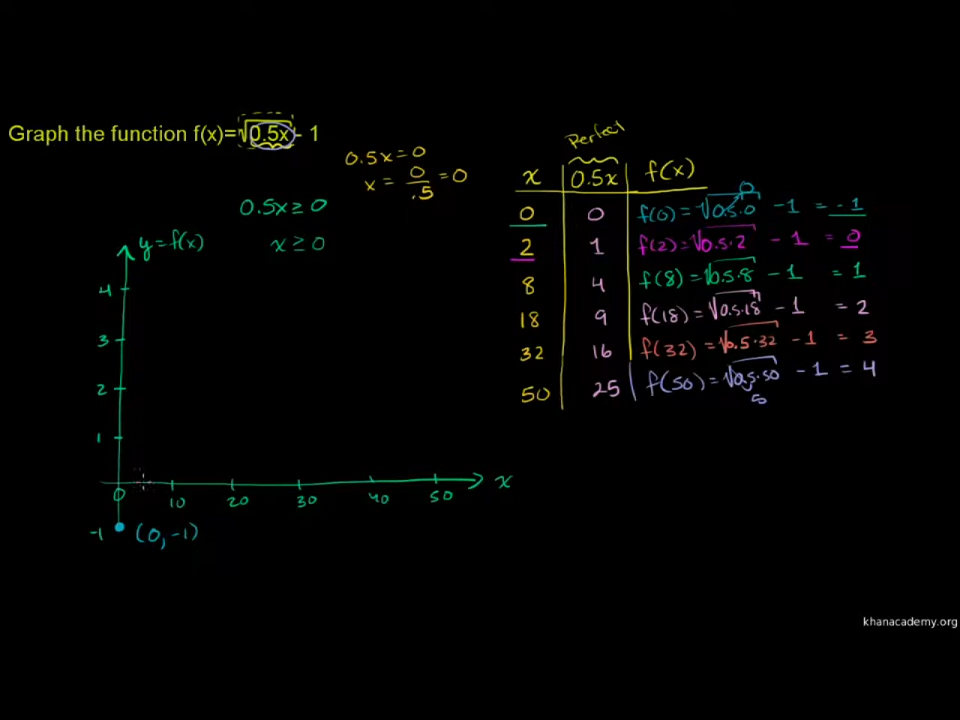 Perfect
Graph the function f(x)=√0.5x - 1
0.5x=0
x = 0/.5 = 0
x | 0.5x | f(x)
0.5x ≥ 0
x ≥ 0
0 | 0 | f(0) = √0.5·0 - 1 = -1
0
2 | 1 | f(2) = √0.5·2 - 1 = 0
8 | 4 | f(8) = √0.5·8 - 1 = 1
18 | 9 | f(18) = √0.5·18 - 1 = 2
32 | 16 | f(32) = √0.5·32 - 1 = 3
50 | 25 | f(50) = √0.5·50 - 1 = 4
y=f(x)
4
3
2
1
0 10 20 30 40 50 x
-1 (0, -1)
khanacademy.org